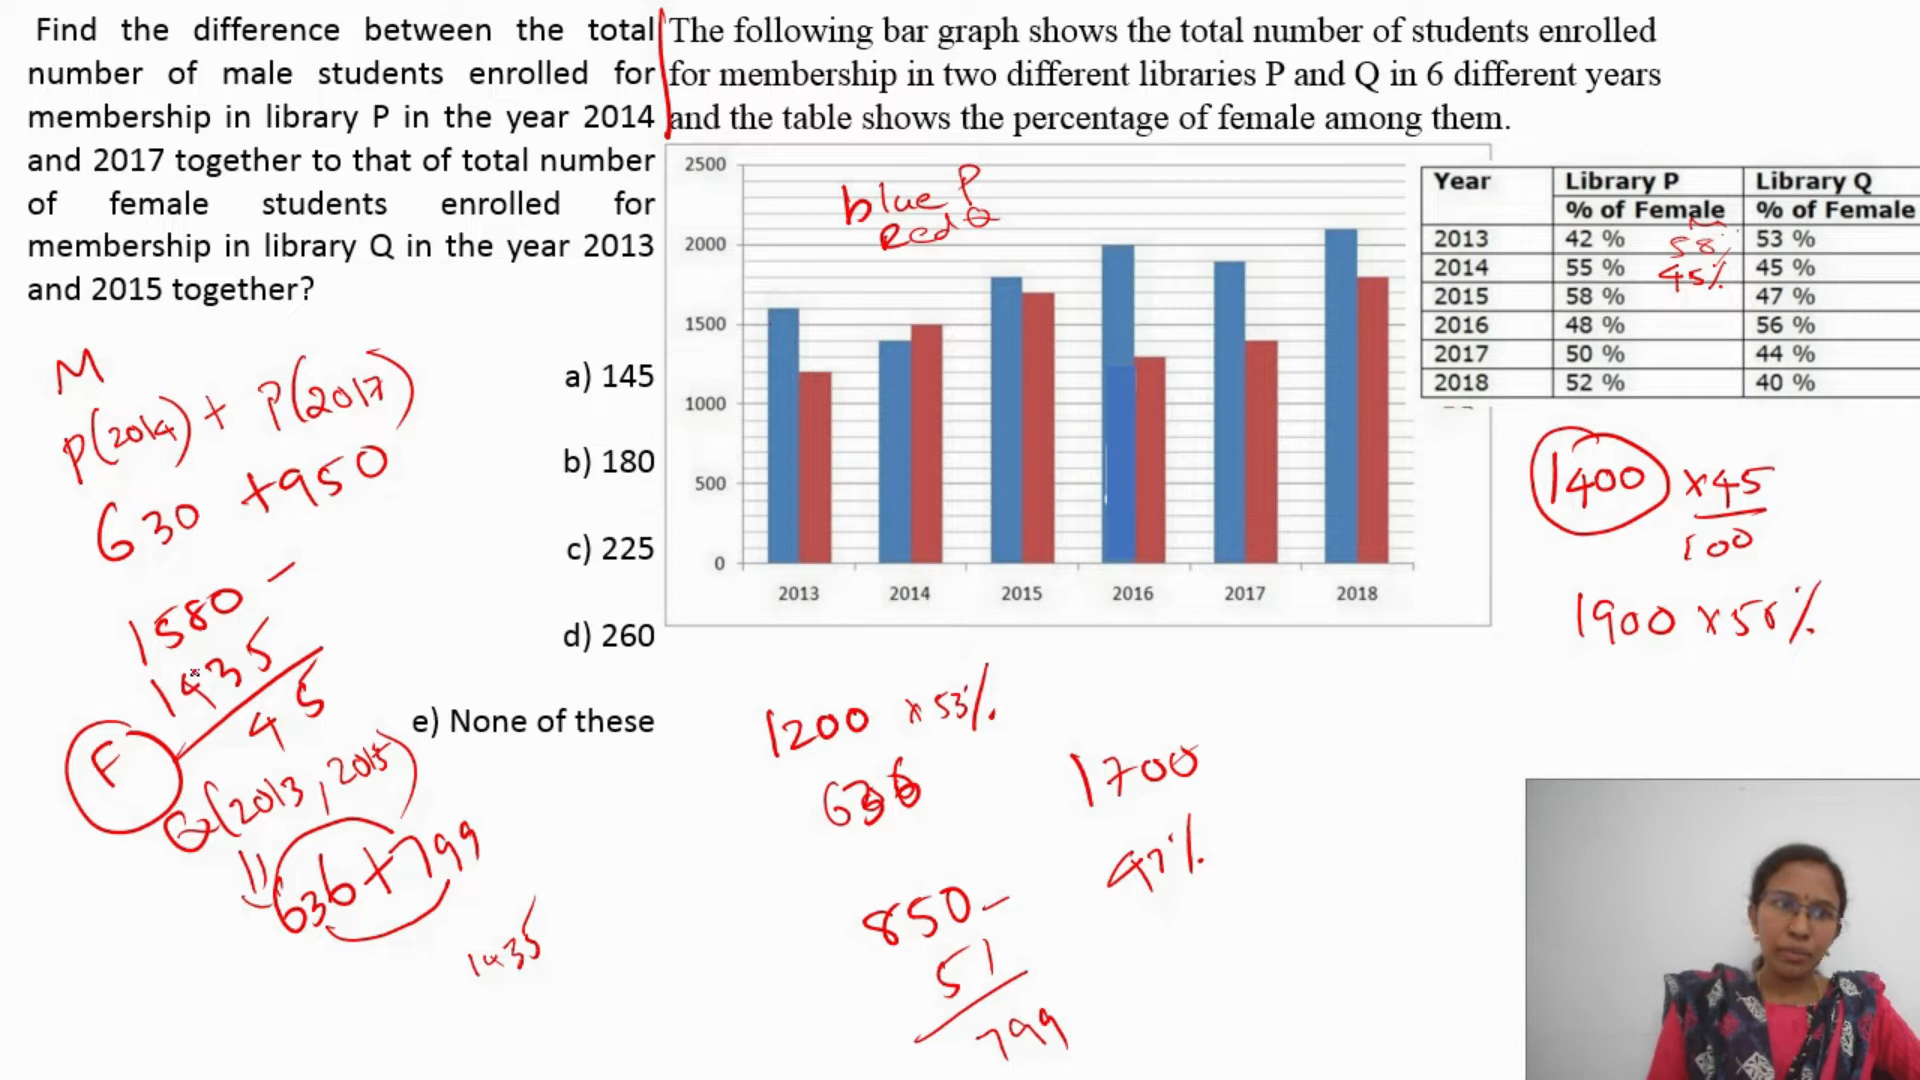 Find the difference between the total
number of male students enrolled for
membership in library P in the year 2014
and 2017 together to that of total number
of female students enrolled for
membership in library Q in the year 2013
and 2015 together?
The following bar graph shows the total number of students enrolled
for membership in two different libraries P and Q in 6 different years
and the table shows the percentage of female among them.
a) 145
b) 180
c) 225
d) 260
e) None of these
2500
2000
1500
1000
500
0
2013 2014 2015 2016 2017 2018
blue P
Red Q
Year Library P Library Q
% of Female % of Female
2013 42 % 58% 53 %
2014 55 % 45% 45 %
2015 58 % 47 %
2016 48 % 56 %
2017 50 % 44 %
2018 52 % 40 %
M
P(2014) + P(2017)
630 +950
1580 -
1435
45
F
Q(2013, 2015)
636+799
1435
1200 x 53%
636
1700
47%
850-
51
799
1400 x45
100
1900 x50%